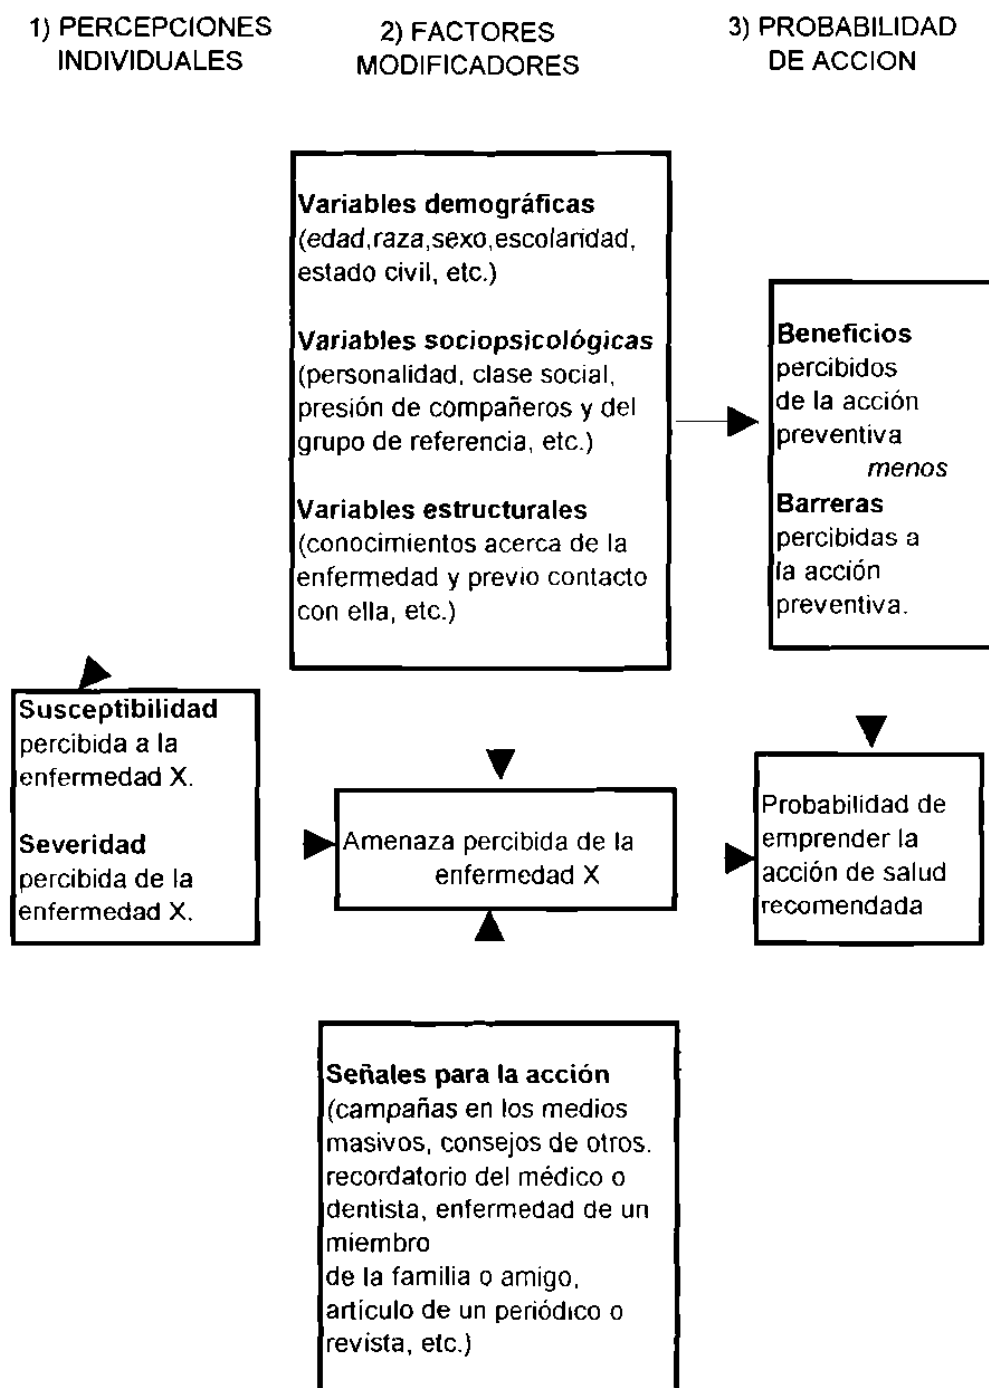 1) PERCEPCIONES
INDIVIDUALES
2) FACTORES
MODIFICADORES
3) PROBABILIDAD
DE ACCION
Variables demográficas
(edad,raza,sexo,escolaridad,
estado civil, etc.)
Variables sociopsicológicas
(personalidad, clase social,
presión de compañeros y del
grupo de referencia, etc.)
Variables estructurales
(conocimientos acerca de la
enfermedad y previo contacto
con ella, etc.)
Beneficios
percibidos
de la acción
preventiva
menos
Barreras
percibidas a
la acción
preventiva.
Susceptibilidad
percibida a la
enfermedad X.
Severidad
percibida de la
enfermedad X.
Amenaza percibida de la
enfermedad X
Probabilidad de
emprender la
acción de salud
recomendada
Señales para la acción
(campañas en los medios
masivos, consejos de otros.
recordatorio del médico o
dentista, enfermedad de un
miembro
de la familia o amigo,
artículo de un periódico o
revista, etc.)